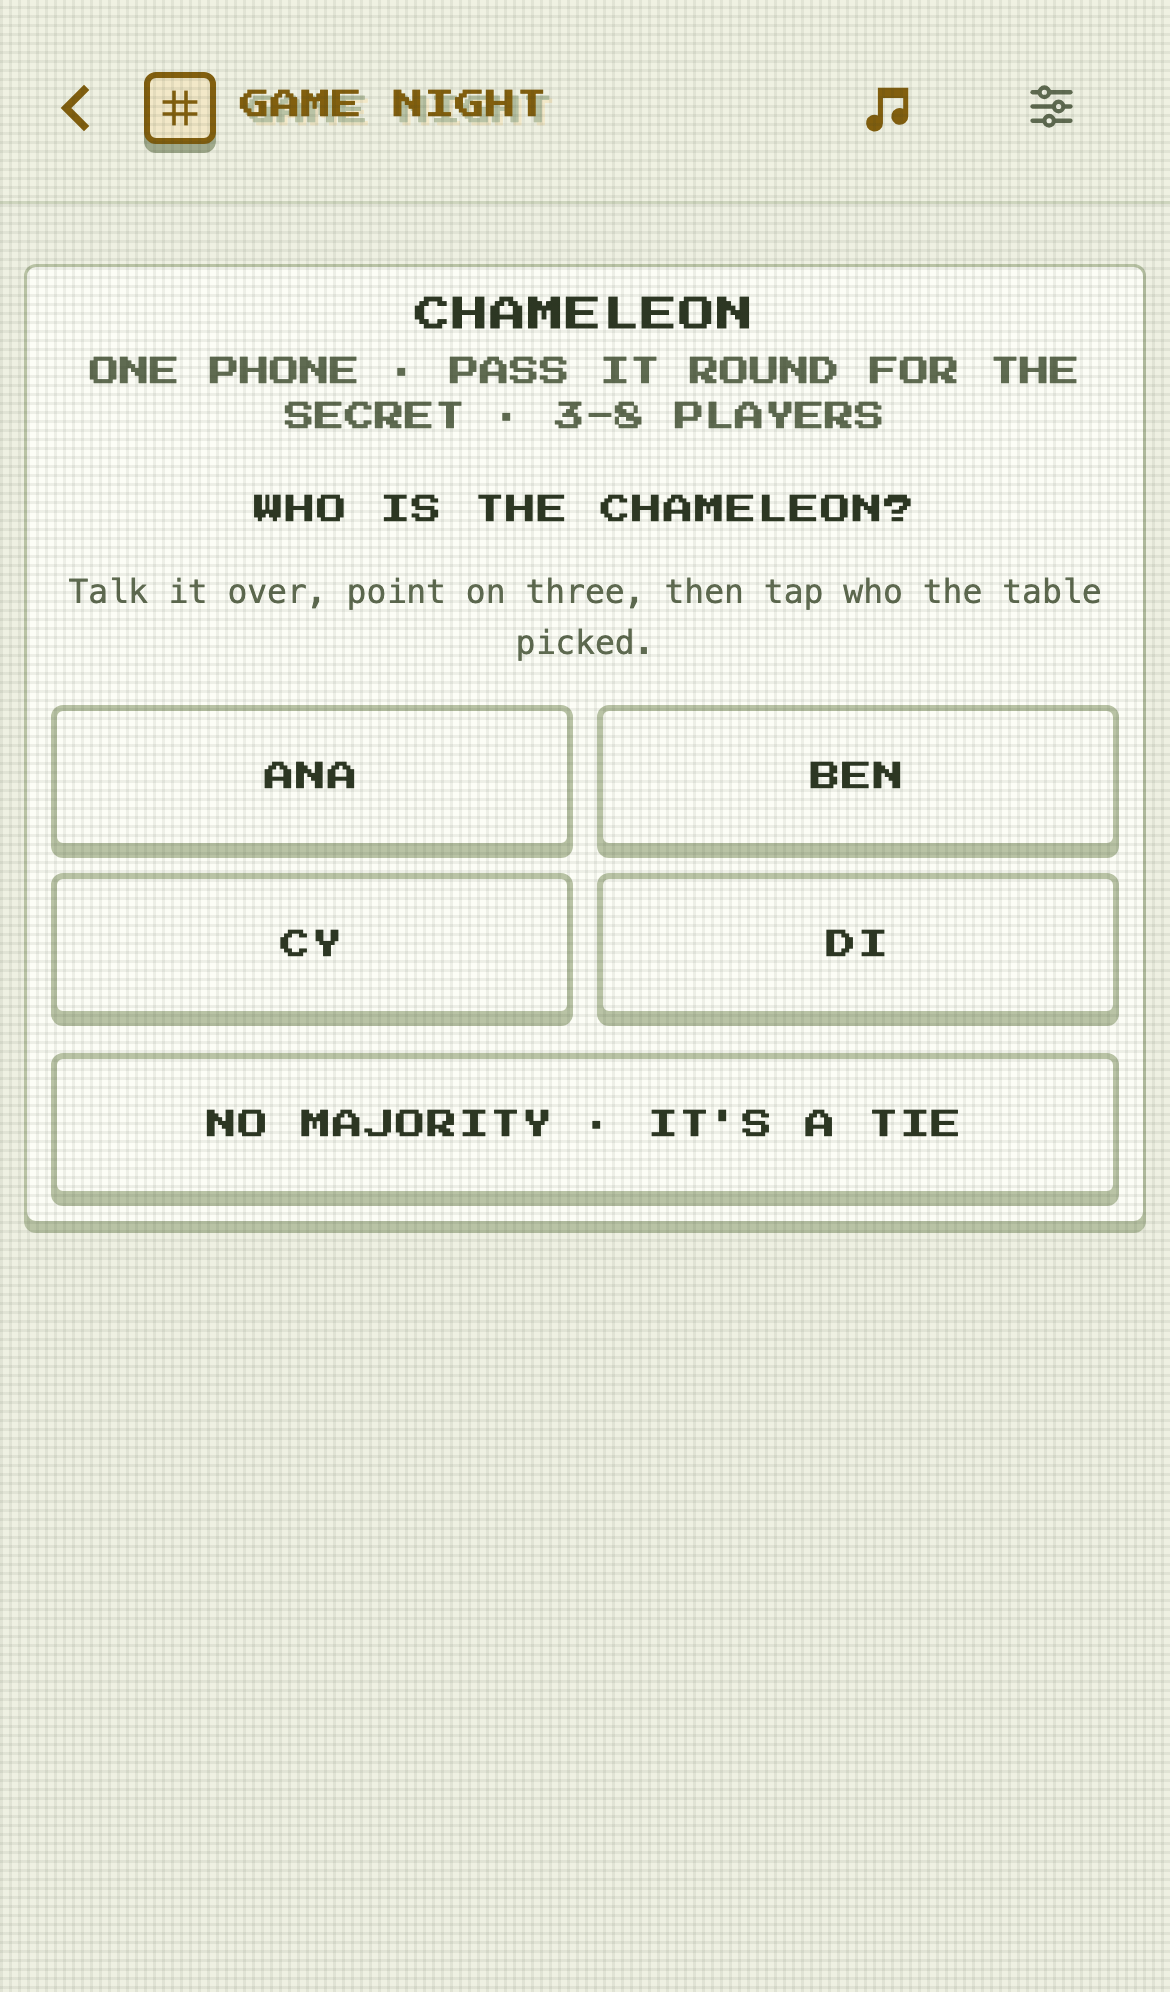 GAME NIGHT
CHAMELEON
ONE PHONE · PASS IT ROUND FOR THE
SECRET · 3-8 PLAYERS
WHO IS THE CHAMELEON?
Talk it over, point on three, then tap who the table
picked.
ANA
BEN
CY
DI
NO MAJORITY · IT'S A TIE